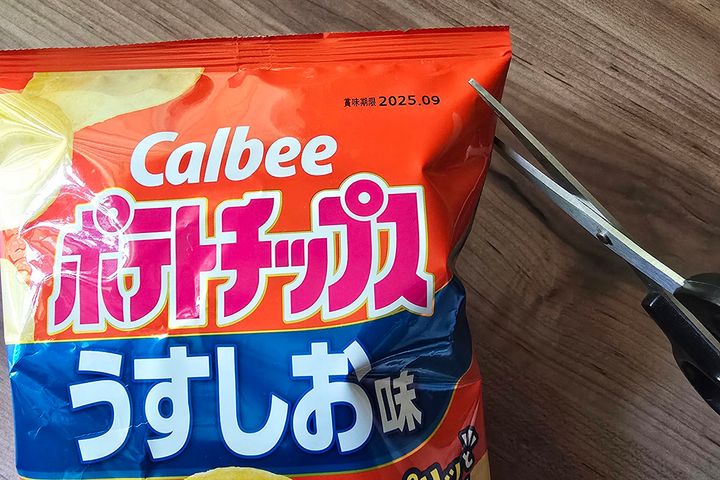 賞味期限 2025.09
Calbee
ポテトチップス
うすしお味